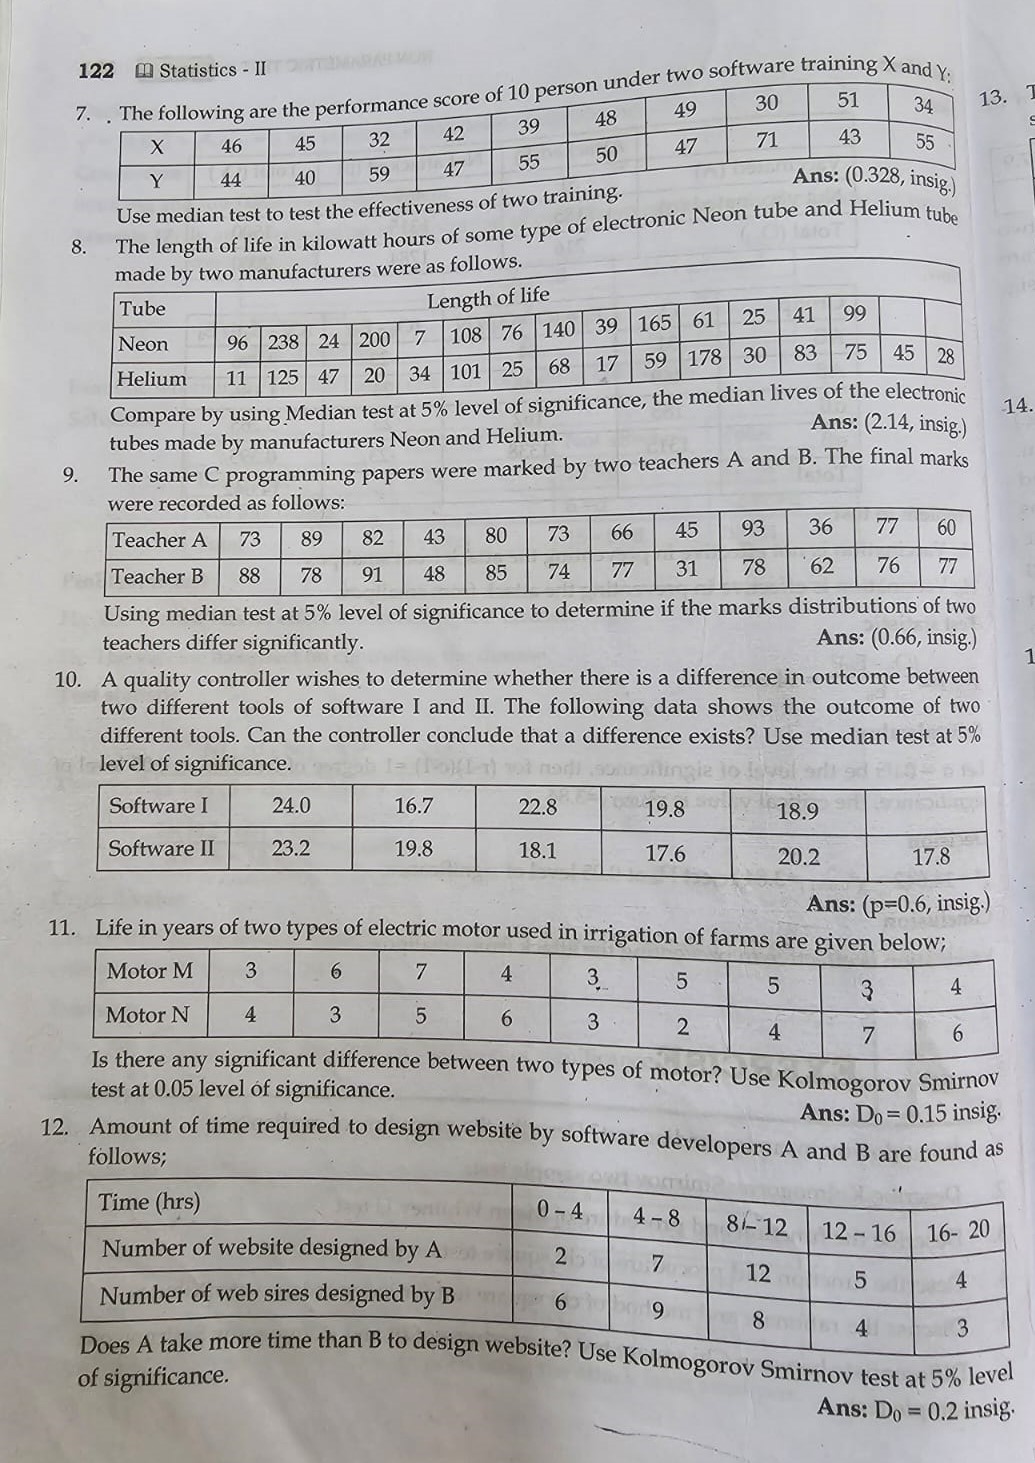 122 Statistics - II
7. The following are the performance score of 10 person under two software training X and Y:
X 46 45 32 42 39 48 49 30 51 34
Y 44 40 59 47 55 50 47 71 43 55
Ans: (0.328, insig.)
Use median test to test the effectiveness of two training.
8. The length of life in kilowatt hours of some type of electronic Neon tube and Helium tube
made by two manufacturers were as follows.
Tube Length of life
Neon 96 238 24 200 7 108 76 140 39 165 61 25 41 99
Helium 11 125 47 20 34 101 25 68 17 59 178 30 83 75 45 28
Compare by using Median test at 5% level of significance, the median lives of the electronic
tubes made by manufacturers Neon and Helium. Ans: (2.14, insig.)
9. The same C programming papers were marked by two teachers A and B. The final marks
were recorded as follows:
Teacher A 73 89 82 43 80 73 66 45 93 36 77 60
Teacher B 88 78 91 48 85 74 77 31 78 62 76 77
Using median test at 5% level of significance to determine if the marks distributions of two
teachers differ significantly. Ans: (0.66, insig.)
10. A quality controller wishes to determine whether there is a difference in outcome between
two different tools of software I and II. The following data shows the outcome of two
different tools. Can the controller conclude that a difference exists? Use median test at 5%
level of significance.
Software I 24.0 16.7 22.8 19.8 18.9
Software II 23.2 19.8 18.1 17.6 20.2 17.8
Ans: (p=0.6, insig.)
11. Life in years of two types of electric motor used in irrigation of farms are given below;
Motor M 3 6 7 4 3 5 5 3 4
Motor N 4 3 5 6 3 2 4 7 6
Is there any significant difference between two types of motor? Use Kolmogorov Smirnov
test at 0.05 level of significance. Ans: D₀ = 0.15 insig.
12. Amount of time required to design website by software developers A and B are found as
follows;
Time (hrs) 0 – 4 4 – 8 8 – 12 12 – 16 16- 20
Number of website designed by A 2 7 12 5 4
Number of web sires designed by B 6 9 8 4 3
Does A take more time than B to design website? Use Kolmogorov Smirnov test at 5% level
of significance. Ans: D₀ = 0.2 insig.
13.
14.